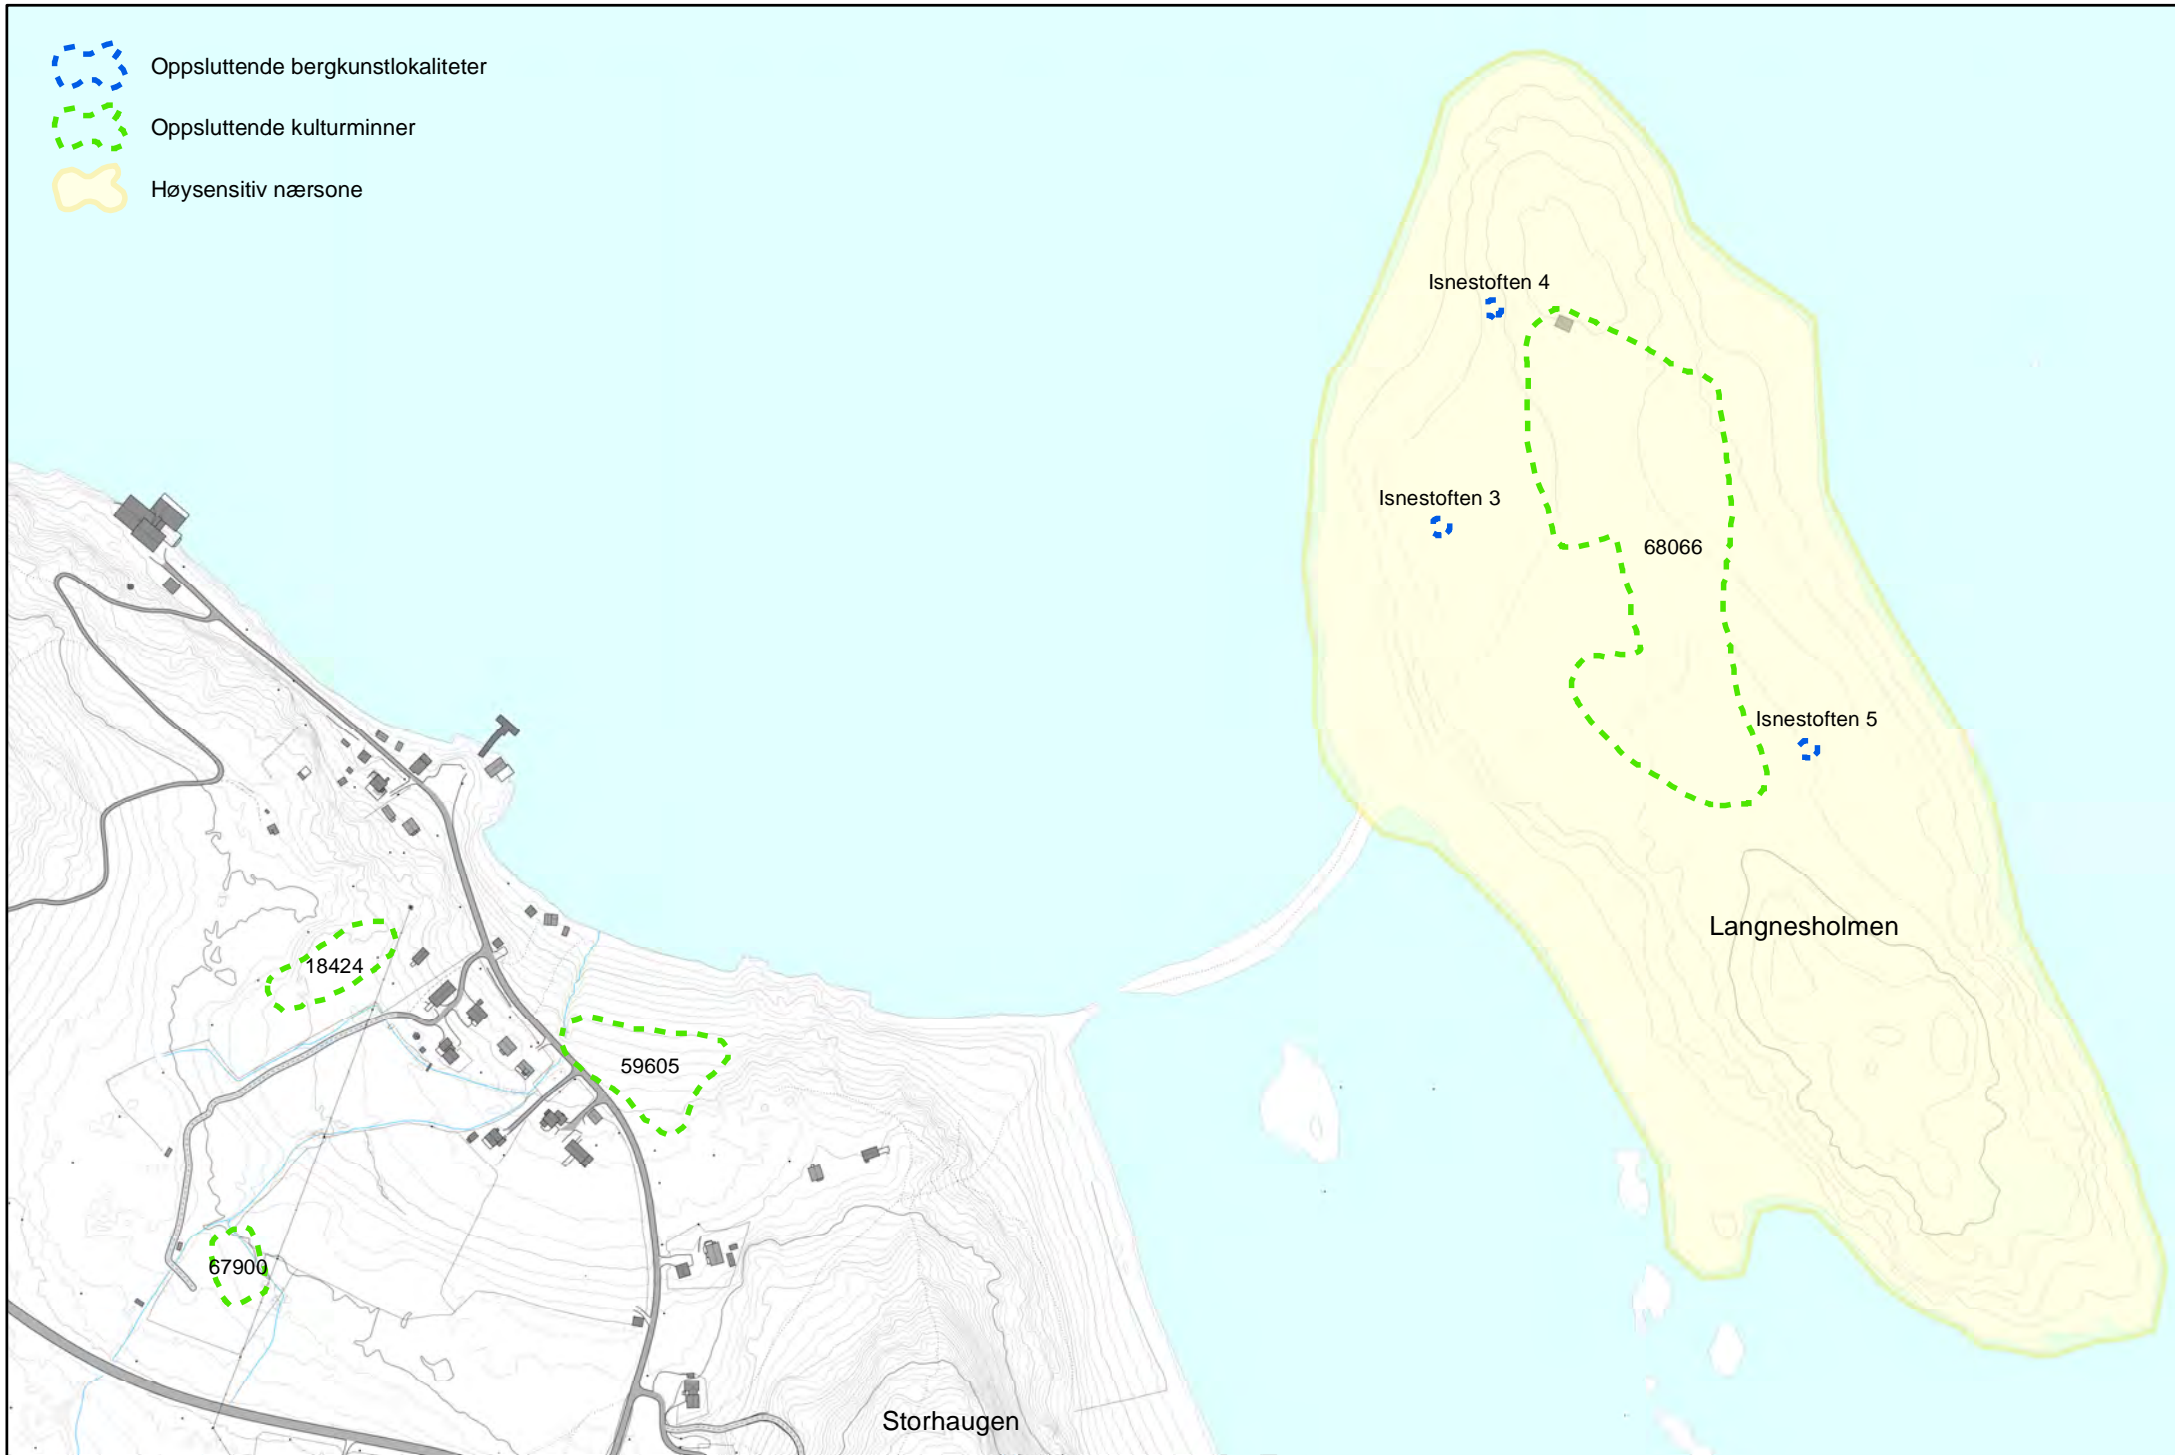 Oppsluttende bergkunstlokaliteter
Oppsluttende kulturminner
Høysensitiv nærsone
Isnestoften 4
Isnestoften 3
68066
Isnestoften 5
Langnesholmen
18424
59605
67900
Storhaugen